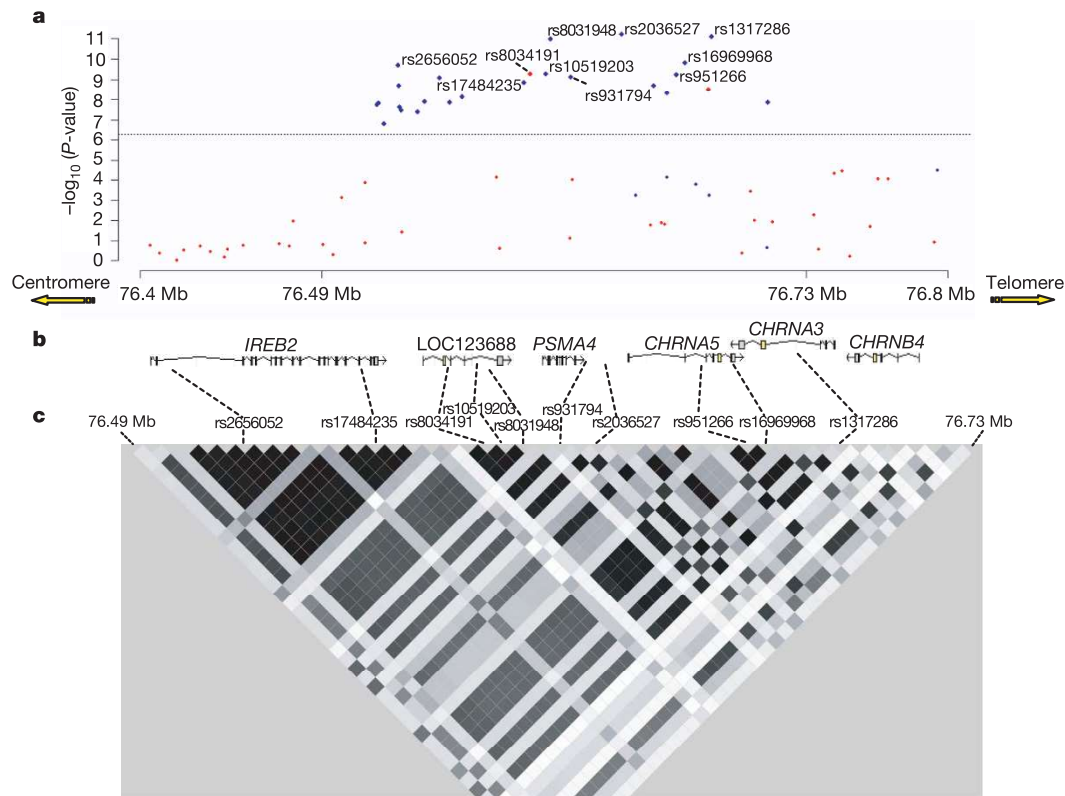 a
11
10
9
8
7
6
5
4
3
2
1
0
–log10 (P-value)
rs8031948
rs2036527
rs1317286
rs2656052
rs8034191
rs10519203
rs16969968
rs17484235
rs951266
rs931794
Centromere
Telomere
76.4 Mb
76.49 Mb
76.73 Mb
76.8 Mb
b
IREB2
LOC123688
PSMA4
CHRNA5
CHRNA3
CHRNB4
c
76.49 Mb
rs2656052
rs17484235
rs8034191
rs10519203
rs8031948
rs931794
rs2036527
rs951266
rs16969968
rs1317286
76.73 Mb